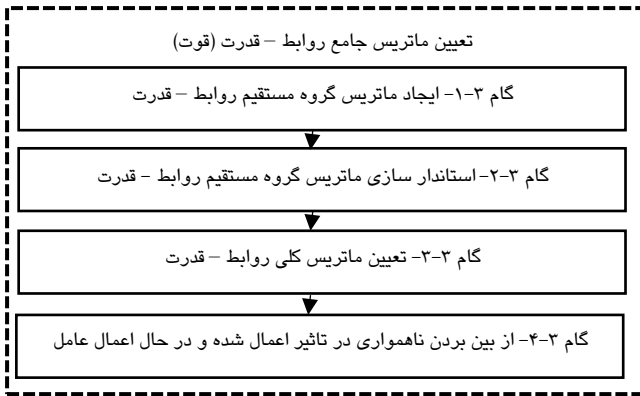 تعیین ماتریس جامع روابط – قدرت (قوت)
گام ۳-۱- ایجاد ماتریس گروه مستقیم روابط – قدرت
گام ۳-۲- استاندار سازی ماتریس گروه مستقیم روابط - قدرت
گام ۳-۳- تعیین ماتریس کلی روابط – قدرت
گام ۳-۴- از بین بردن ناهمواری در تاثیر اعمال شده و در حال اعمال عامل